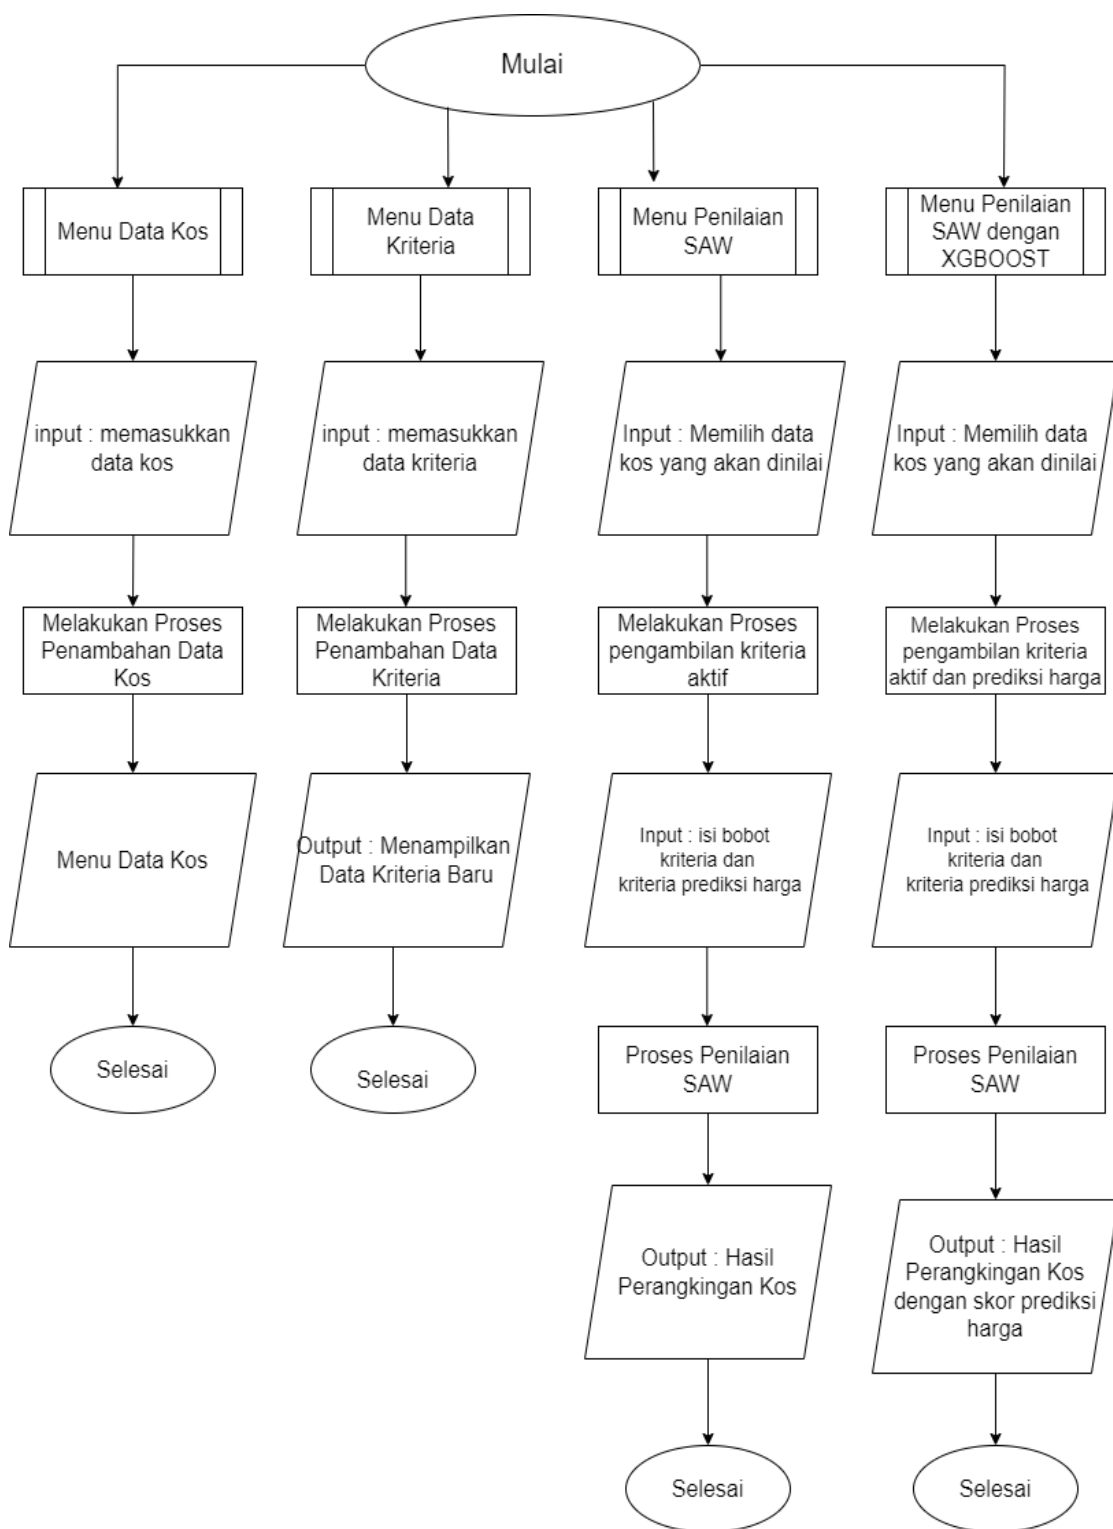 Mulai
Menu Data Kos
Menu Data
Kriteria
Menu Penilaian
SAW
Menu Penilaian
SAW dengan
XGBOOST
input : memasukkan
data kos
input : memasukkan
data kriteria
Input : Memilih data
kos yang akan dinilai
Input : Memilih data
kos yang akan dinilai
Melakukan Proses
Penambahan Data
Kos
Melakukan Proses
Penambahan Data
Kriteria
Melakukan Proses
pengambilan kriteria
aktif
Melakukan Proses
pengambilan kriteria
aktif dan prediksi harga
Menu Data Kos
Output : Menampilkan
Data Kriteria Baru
Input : isi bobot
kriteria dan
kriteria prediksi harga
Input : isi bobot
kriteria dan
kriteria prediksi harga
Selesai
Selesai
Proses Penilaian
SAW
Proses Penilaian
SAW
Output : Hasil
Perangkingan Kos
Output : Hasil
Perangkingan Kos
dengan skor prediksi
harga
Selesai
Selesai